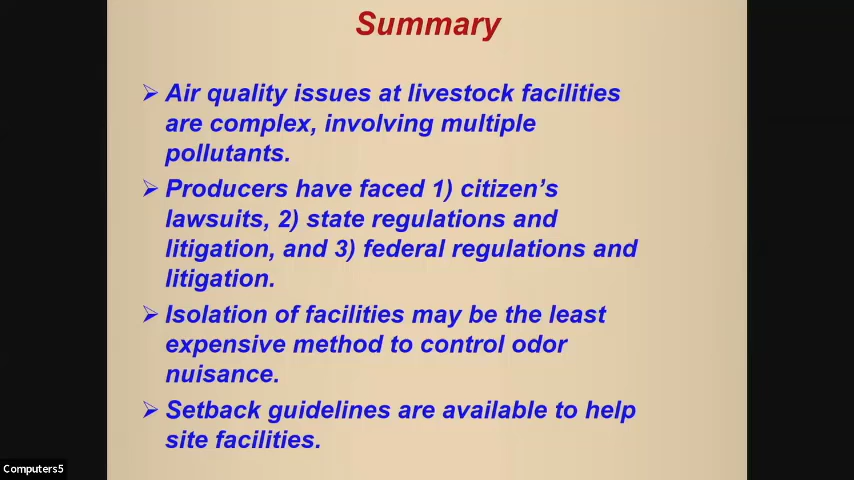 Summary
Air quality issues at livestock facilities
are complex, involving multiple
pollutants.
Producers have faced 1) citizen's
lawsuits, 2) state regulations and
litigation, and 3) federal regulations and
litigation.
Isolation of facilities may be the least
expensive method to control odor
nuisance.
Setback guidelines are available to help
site facilities.
Computers5